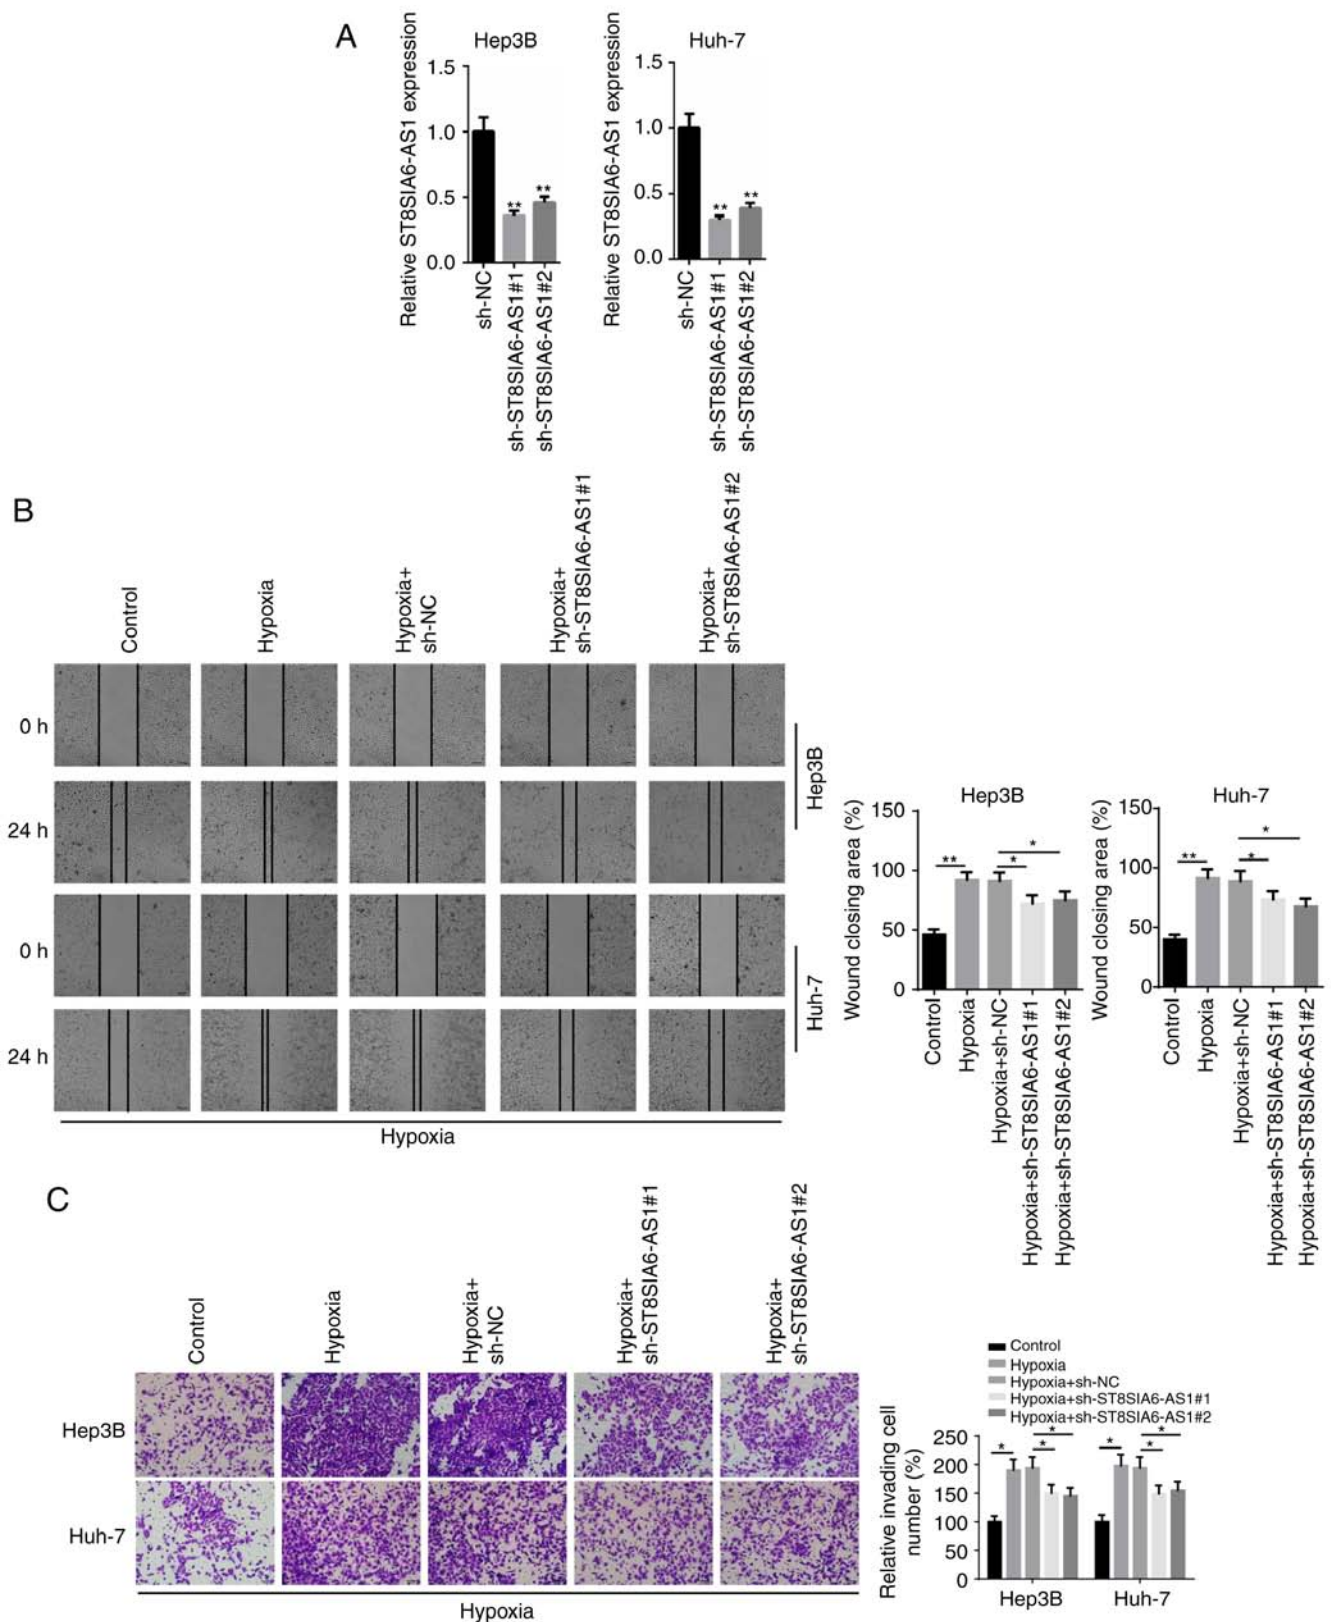 A
Hep3B
Huh-7
Relative ST8SIA6-AS1 expression
1.5
1.0
0.5
0.0
**
**
sh-NC
sh-ST8SIA6-AS1#1
sh-ST8SIA6-AS1#2
Relative ST8SIA6-AS1 expression
1.5
1.0
0.5
0.0
**
**
sh-NC
sh-ST8SIA6-AS1#1
sh-ST8SIA6-AS1#2
B
Control
Hypoxia
Hypoxia+
sh-NC
Hypoxia+
sh-ST8SIA6-AS1#1
Hypoxia+
sh-ST8SIA6-AS1#2
0 h
24 h
Hep3B
0 h
24 h
Huh-7
Hypoxia
Hep3B
Wound closing area (%)
150
100
50
0
**
*
*
Control
Hypoxia
Hypoxia+sh-NC
Hypoxia+sh-ST8SIA6-AS1#1
Hypoxia+sh-ST8SIA6-AS1#2
Huh-7
Wound closing area (%)
150
100
50
0
**
*
*
Control
Hypoxia
Hypoxia+sh-NC
Hypoxia+sh-ST8SIA6-AS1#1
Hypoxia+sh-ST8SIA6-AS1#2
C
Control
Hypoxia
Hypoxia+
sh-NC
Hypoxia+
sh-ST8SIA6-AS1#1
Hypoxia+
sh-ST8SIA6-AS1#2
Hep3B
Huh-7
Hypoxia
Control
Hypoxia
Hypoxia+sh-NC
Hypoxia+sh-ST8SIA6-AS1#1
Hypoxia+sh-ST8SIA6-AS1#2
Relative invading cell
number (%)
250
200
150
100
50
0
*
*
*
*
*
*
Hep3B
Huh-7